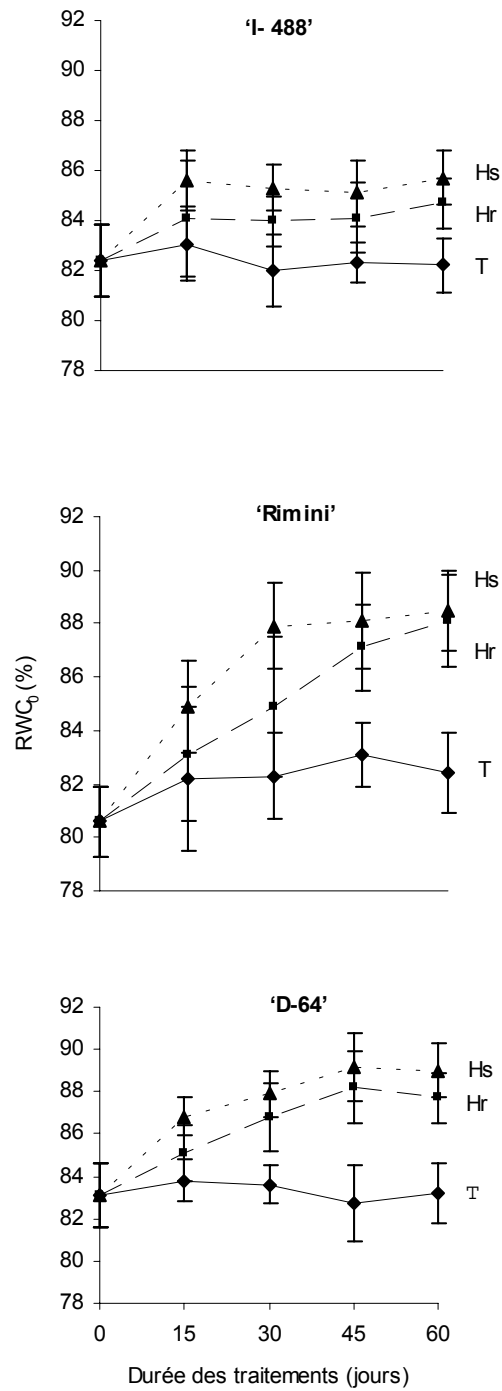 ‘I- 488’
92
90
88
86
84
82
80
78
Hs
Hr
T
‘Rimini’
92
90
88
86
84
82
80
78
RWC₀ (%)
Hs
Hr
T
‘D-64’
92
90
88
86
84
82
80
78
Hs
Hr
T
0 15 30 45 60
Durée des traitements (jours)